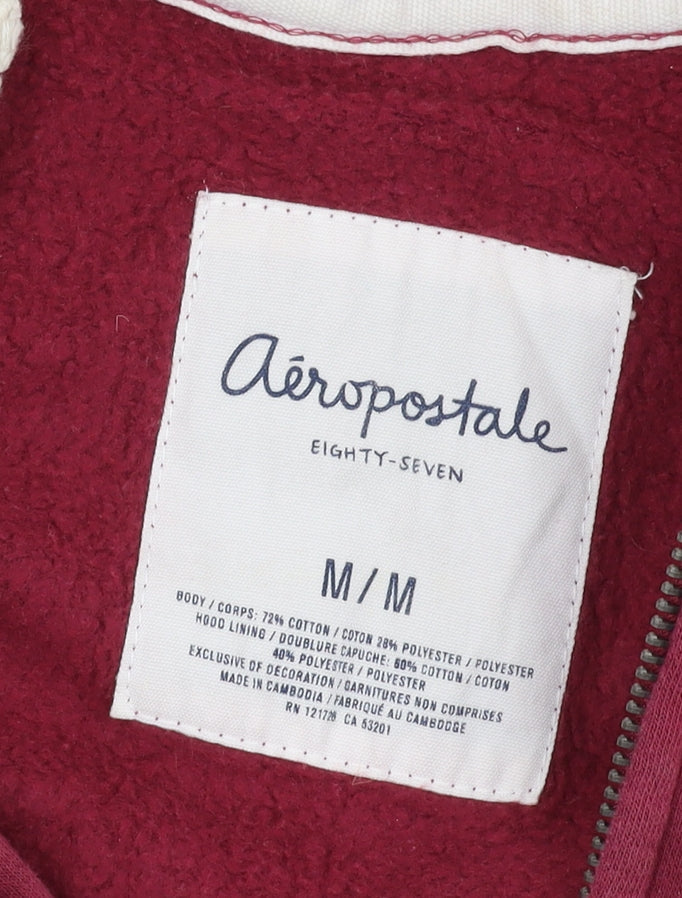 aéropostale
EIGHTY-SEVEN
M/M
BODY / CORPS: 72% COTTON / COTON 28% POLYESTER / POLYESTER
HOOD LINING / DOUBLURE CAPUCHE: 60% COTTON / COTON
40% POLYESTER / POLYESTER
EXCLUSIVE OF DECORATION / GARNITURES NON COMPRISES
MADE IN CAMBODIA / FABRIQUÉ AU CAMBODGE
RN 121728 CA 53201